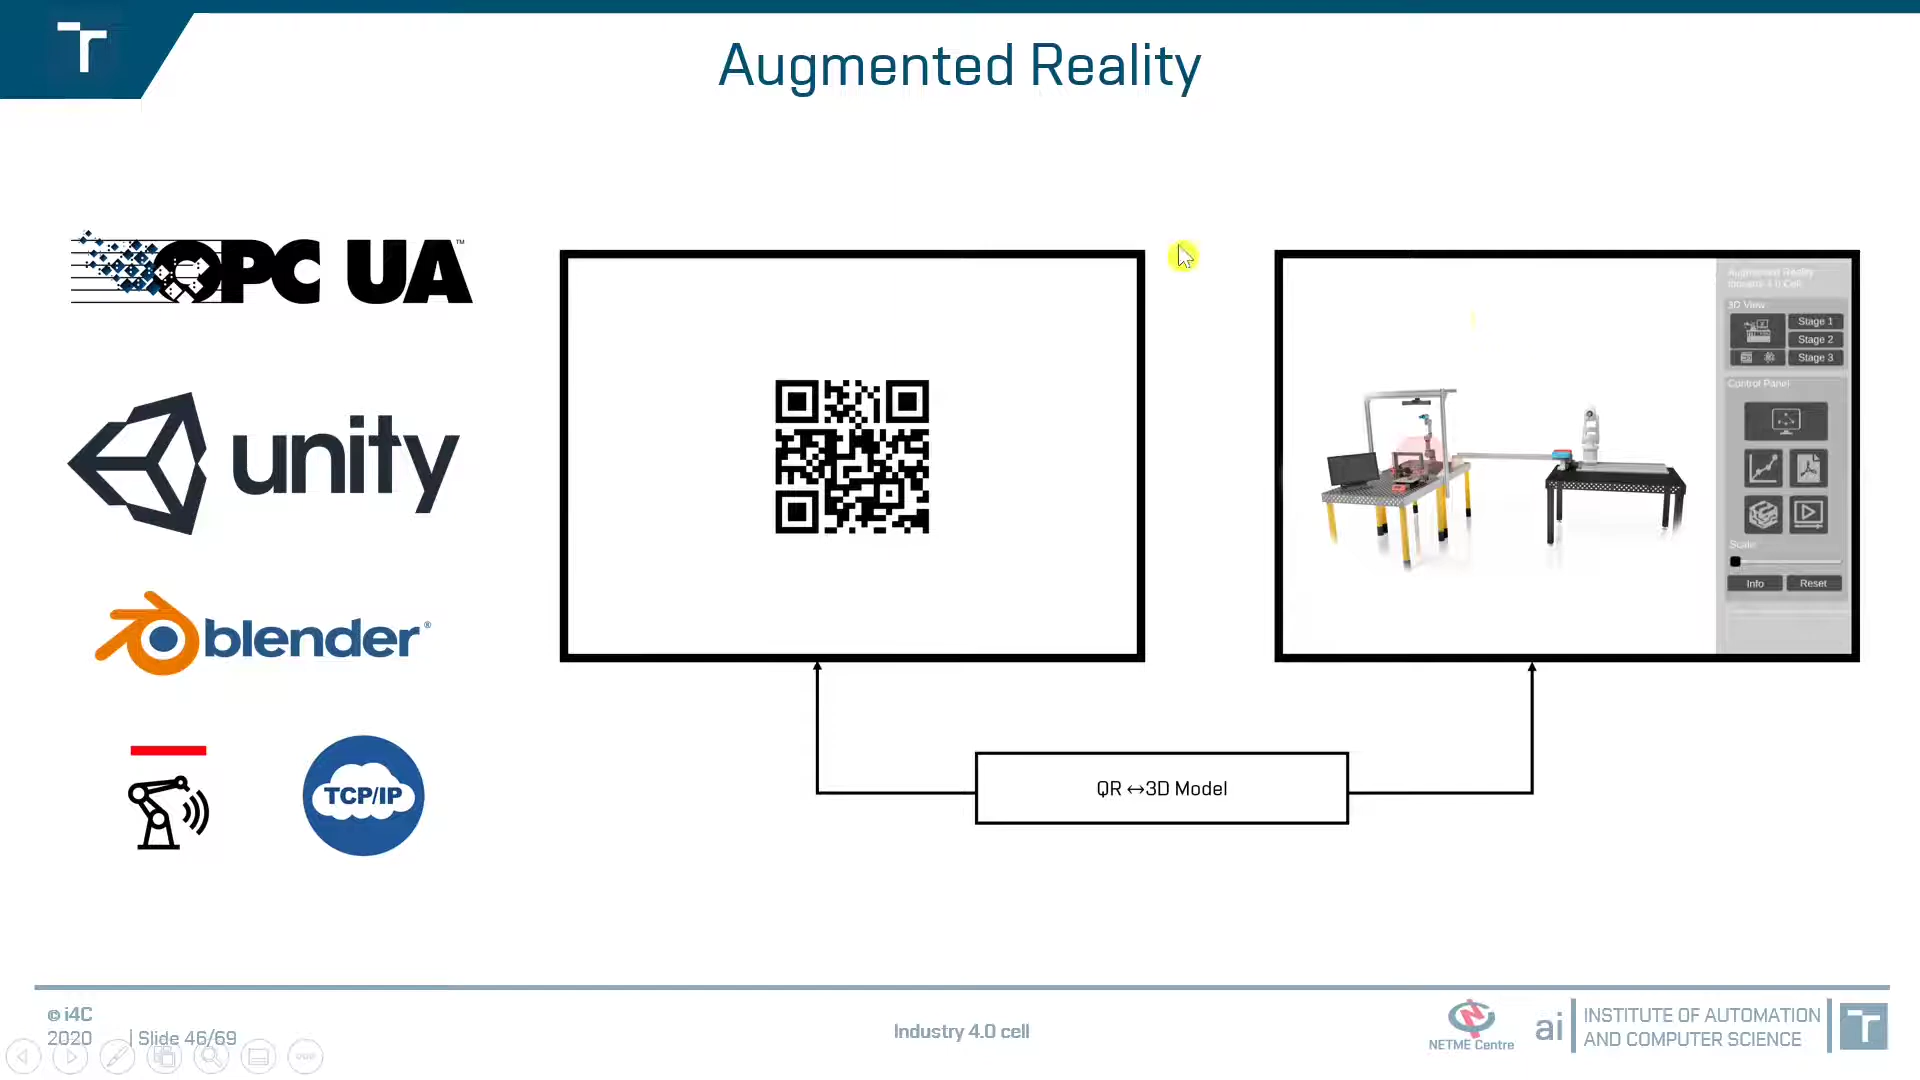 Augmented Reality
OPC UA™
unity
blender®
TCP/IP
Augmented Reality
Industry 4.0 Cell
3D View
Stage 1
Stage 2
Stage 3
Control Panel
Scale
Info
Reset
QR ↔3D Model
© i4C
2020
| Slide 46/69
Industry 4.0 cell
NETME Centre
ai
INSTITUTE OF AUTOMATION
AND COMPUTER SCIENCE